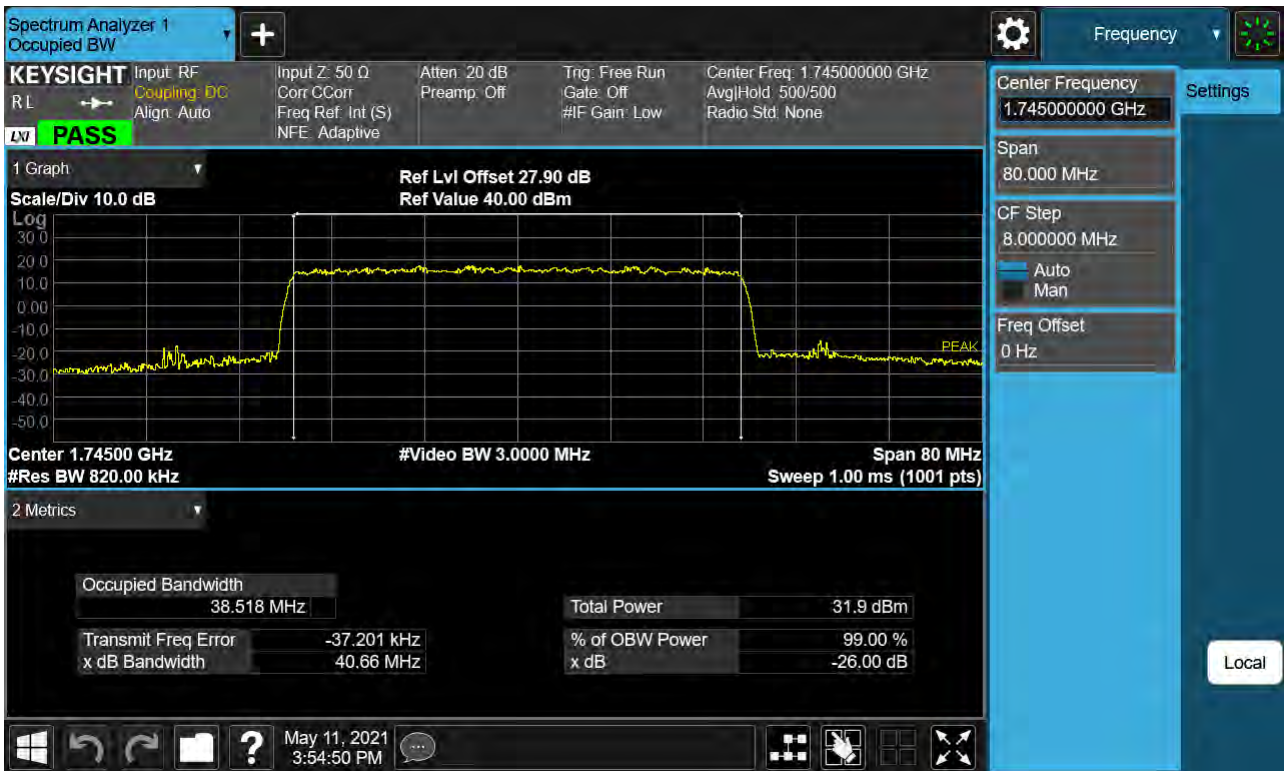 Spectrum Analyzer 1
Occupied BW
+
Frequency
KEYSIGHT
R L
LXI
PASS
Input: RF
Coupling: DC
Align: Auto
Input Z: 50 Ω
Corr CCorr
Freq Ref: Int (S)
NFE: Adaptive
Atten: 20 dB
Preamp: Off
Trig: Free Run
Gate: Off
#IF Gain: Low
Center Freq: 1.745000000 GHz
Avg|Hold: 500/500
Radio Std: None
Center Frequency
1.745000000 GHz
Settings
Span
80.000 MHz
CF Step
8.000000 MHz
Auto
Man
Freq Offset
0 Hz
Local
1 Graph
Scale/Div 10.0 dB
Ref Lvl Offset 27.90 dB
Ref Value 40.00 dBm
Log
30.0
20.0
10.0
0.00
-10.0
-20.0
-30.0
-40.0
-50.0
PEAK
Center 1.74500 GHz
#Video BW 3.0000 MHz
Span 80 MHz
#Res BW 820.00 kHz
Sweep 1.00 ms (1001 pts)
2 Metrics
Occupied Bandwidth
38.518 MHz
Total Power 31.9 dBm
Transmit Freq Error -37.201 kHz
% of OBW Power 99.00 %
x dB Bandwidth 40.66 MHz
x dB -26.00 dB
?
May 11, 2021
3:54:50 PM